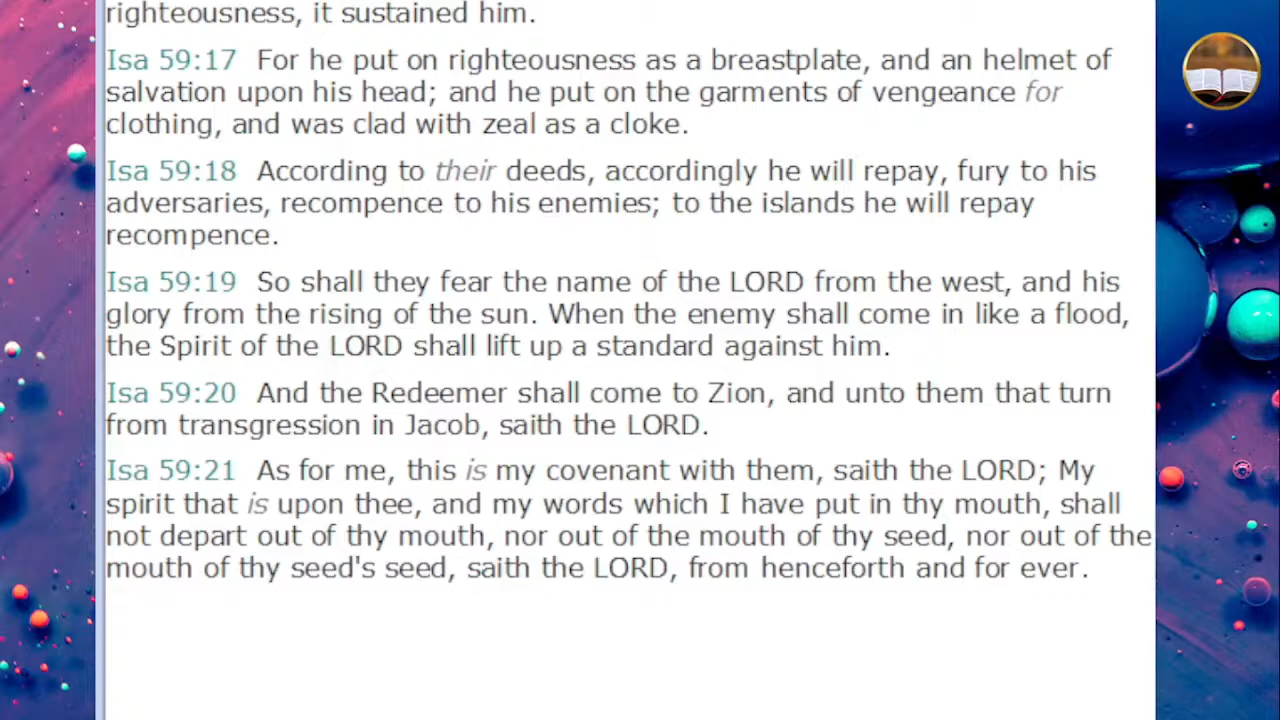 righteousness, it sustained him.
Isa 59:17 For he put on righteousness as a breastplate, and an helmet of
salvation upon his head; and he put on the garments of vengeance for
clothing, and was clad with zeal as a cloke.
Isa 59:18 According to their deeds, accordingly he will repay, fury to his
adversaries, recompence to his enemies; to the islands he will repay
recompence.
Isa 59:19 So shall they fear the name of the LORD from the west, and his
glory from the rising of the sun. When the enemy shall come in like a flood,
the Spirit of the LORD shall lift up a standard against him.
Isa 59:20 And the Redeemer shall come to Zion, and unto them that turn
from transgression in Jacob, saith the LORD.
Isa 59:21 As for me, this is my covenant with them, saith the LORD; My
spirit that is upon thee, and my words which I have put in thy mouth, shall
not depart out of thy mouth, nor out of the mouth of thy seed, nor out of the
mouth of thy seed's seed, saith the LORD, from henceforth and for ever.